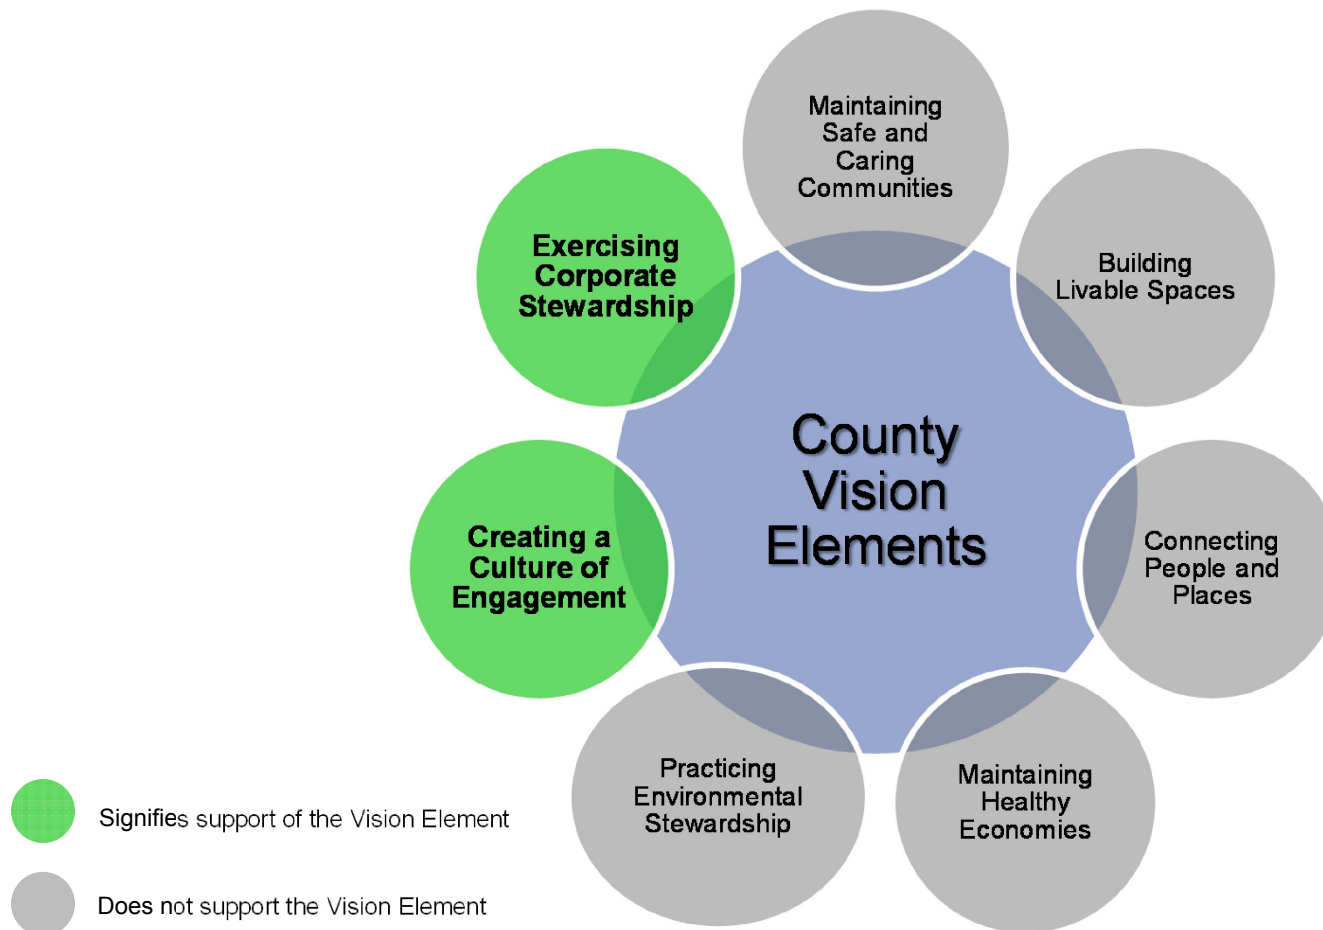 Maintaining
Safe and
Caring
Communities
Building
Livable Spaces
Connecting
People and
Places
Maintaining
Healthy
Economies
Practicing
Environmental
Stewardship
Creating a
Culture of
Engagement
Exercising
Corporate
Stewardship
County
Vision
Elements
Signifies support of the Vision Element
Does not support the Vision Element